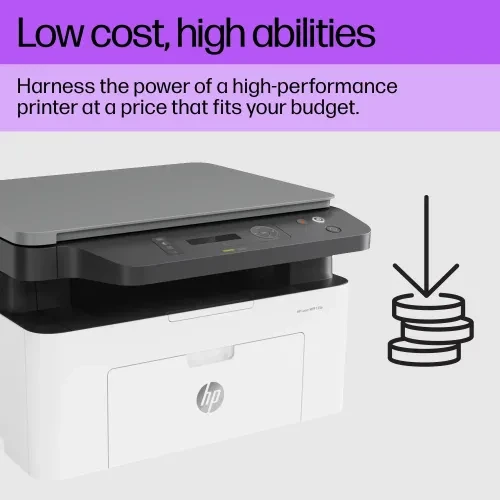 Low cost, high abilities
Harness the power of a high-performance
printer at a price that fits your budget.
hp